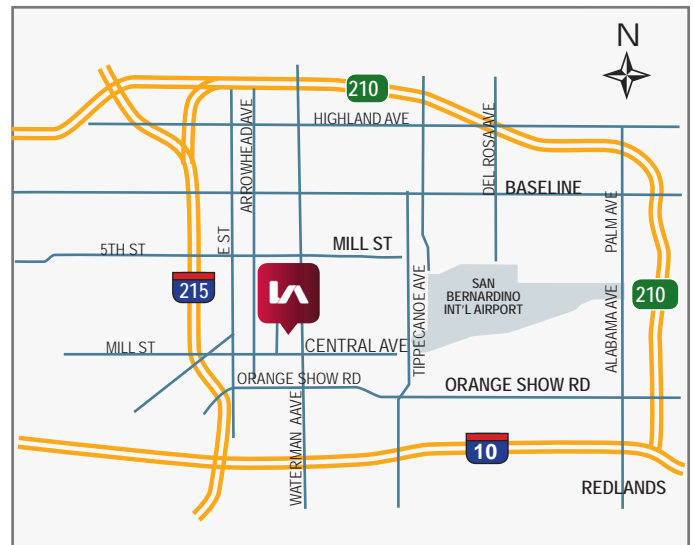 N
210
HIGHLAND AVE
ARROWHEAD AVE
DEL ROSA AVE
BASELINE
PALM AVE
E ST
5TH ST
MILL ST
215
TIPPECANOE AVE
SAN
BERNARDINO
INT'L AIRPORT
210
ALABAMA AVE
MILL ST
CENTRAL AVE
ORANGE SHOW RD
ORANGE SHOW RD
WATERMAN AAVE
10
REDLANDS